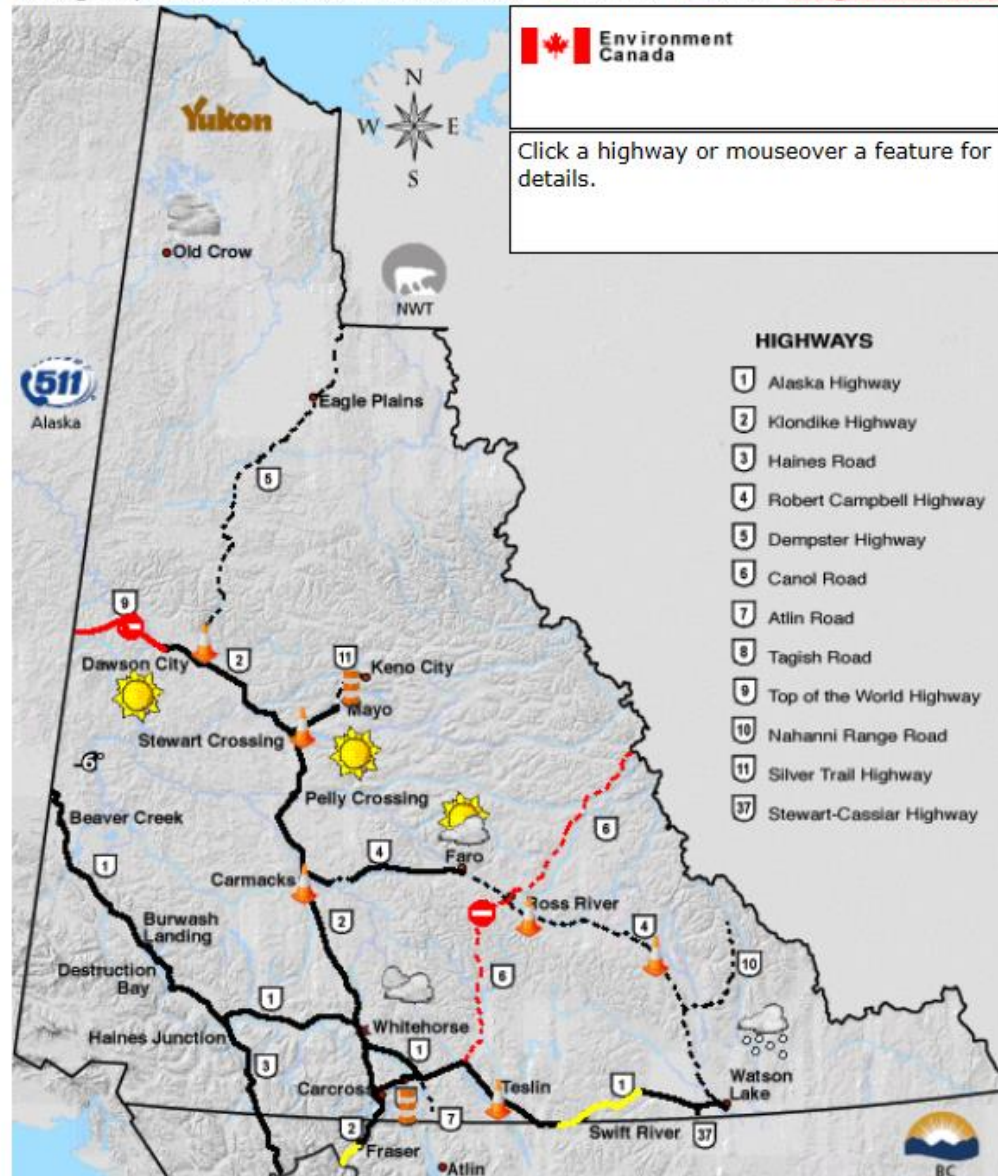 Environment
Canada
Click a highway or mouseover a feature for
details.
Yukon
N
W
E
S
Old Crow
NWT
511
Alaska
Eagle Plains
5
HIGHWAYS
1 Alaska Highway
2 Klondike Highway
3 Haines Road
4 Robert Campbell Highway
5 Dempster Highway
6 Canol Road
7 Atlin Road
8 Tagish Road
9 Top of the World Highway
10 Nahanni Range Road
11 Silver Trail Highway
37 Stewart-Cassiar Highway
9
Dawson City
2
11
Keno City
Mayo
Stewart Crossing
-6°
Pelly Crossing
6
Beaver Creek
1
Faro
4
Carmacks
Ross River
2
4
Burwash
Landing
10
Destruction
Bay
6
1
Haines Junction
Whitehorse
1
3
Carcross
Teslin
1
Watson
Lake
7
2
Swift River
37
Fraser
Atlin
BC